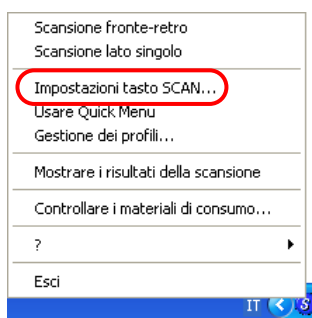 Scansione fronte-retro
Scansione lato singolo
Impostazioni tasto SCAN...
Usare Quick Menu
Gestione dei profili...
Mostrare i risultati della scansione
Controllare i materiali di consumo...
?
Esci
IT
S